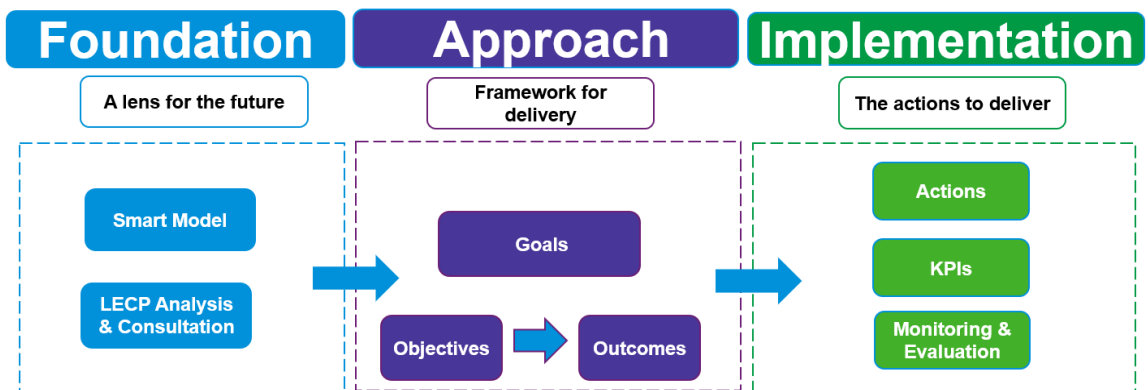 Foundation
A lens for the future
Smart Model
LECP Analysis
& Consultation
Approach
Framework for
delivery
Goals
Objectives
Outcomes
Implementation
The actions to deliver
Actions
KPIs
Monitoring &
Evaluation